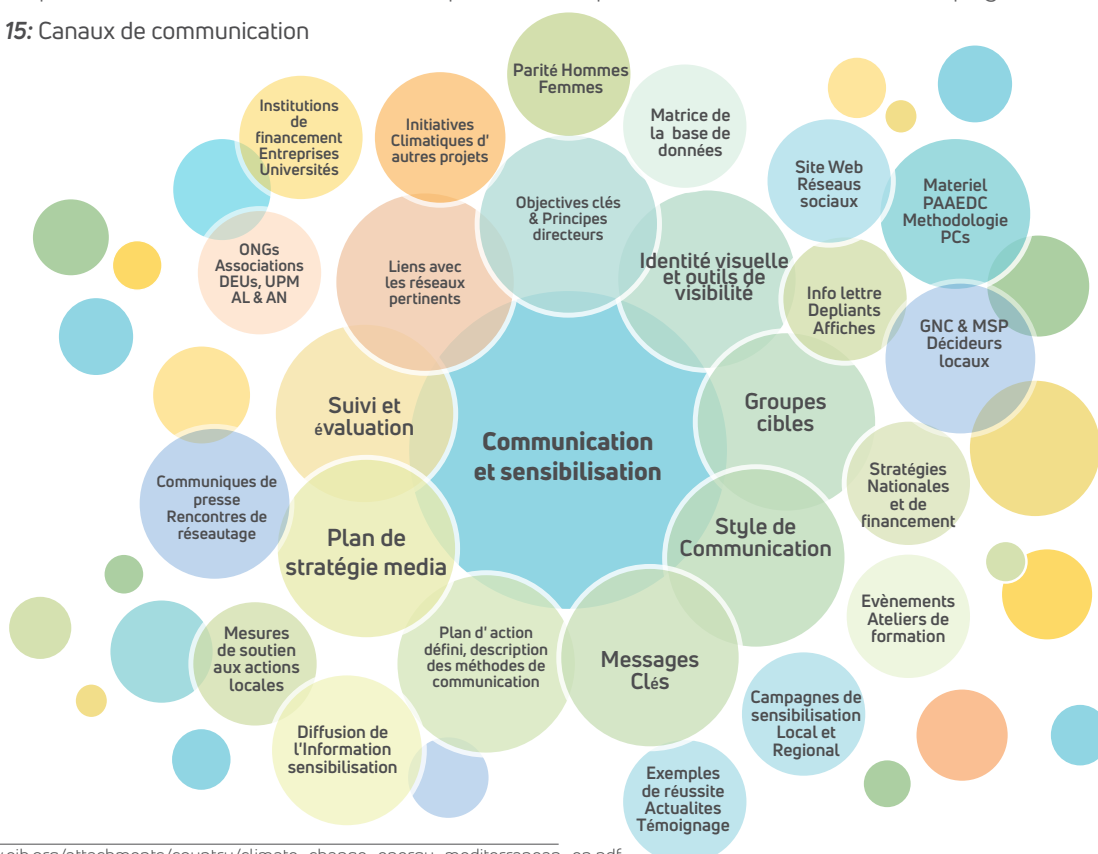 15: Canaux de communication
Parité Hommes
Femmes
Institutions
de
financement
Entreprises
Universités
Initiatives
Climatiques d'
autres projets
Matrice de
la base de
données
Site Web
Réseaus
sociaux
Materiel
PAAEDC
Methodologie
PCs
Objectives clés
& Principes
directeurs
ONGs
Associations
DEUs, UPM
AL & AN
Liens avec
les réseaux
pertinents
Identité visuelle
et outils de
visibilité
Info lettre
Depliants
Affiches
GNC & MSP
Décideurs
locaux
Suivi et
évaluation
Groupes
cibles
Communication
et sensibilisation
Communiques de
presse
Rencontres de
réseautage
Stratégies
Nationales
et de
financement
Plan de
stratégie media
Style de
Communication
Evènements
Ateliers de
formation
Mesures
de soutien
aux actions
locales
Plan d' action
défini, description
des méthodes de
communication
Messages
Clés
Campagnes de
sensibilisation
Local et
Regional
Diffusion de
l'Information
sensibilisation
Exemples
de réussite
Actualites
Témoignage